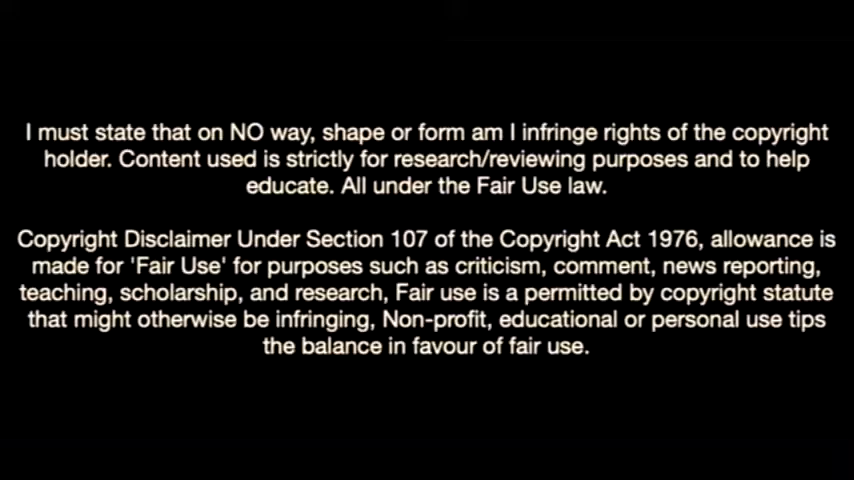 I must state that on NO way, shape or form am I infringe rights of the copyright
holder. Content used is strictly for research/reviewing purposes and to help
educate. All under the Fair Use law.
Copyright Disclaimer Under Section 107 of the Copyright Act 1976, allowance is
made for 'Fair Use' for purposes such as criticism, comment, news reporting,
teaching, scholarship, and research, Fair use is a permitted by copyright statute
that might otherwise be infringing, Non-profit, educational or personal use tips
the balance in favour of fair use.